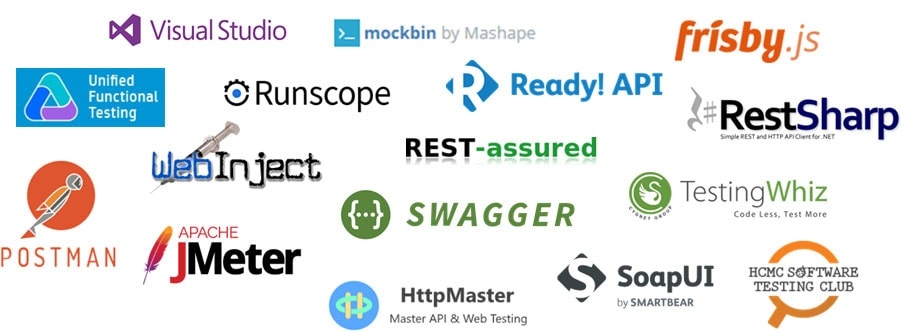 Visual Studio
mockbin by Mashape
frisby.js
Unified
Functional
Testing
Runscope
Ready! API
RestSharp
Simple REST and HTTP API Client for .NET
WebInject
REST-assured
POSTMAN
APACHE
JMeter
{···} SWAGGER
CYGNET GROUP
TestingWhiz
Code Less, Test More
HttpMaster
Master API & Web Testing
SoapUI
by SMARTBEAR
HCMC SOFTWARE
TESTING CLUB